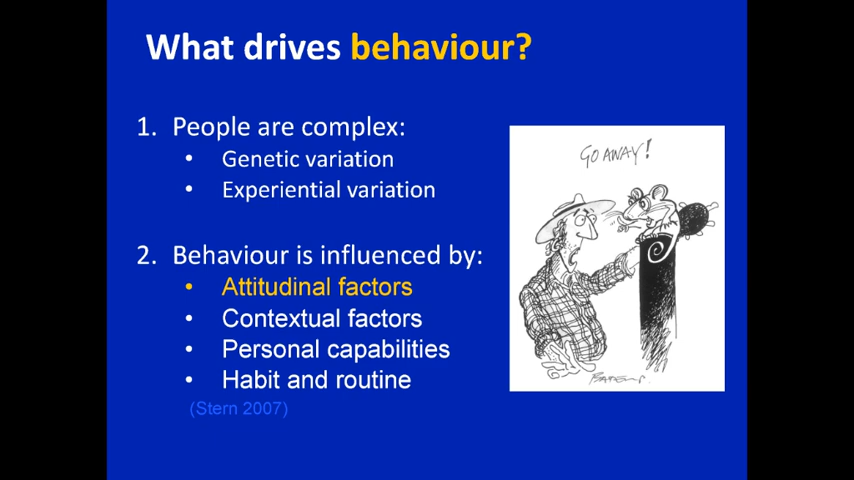 What drives behaviour?
1. People are complex:
• Genetic variation
• Experiential variation
2. Behaviour is influenced by:
• Attitudinal factors
• Contextual factors
• Personal capabilities
• Habit and routine
(Stern 2007)
GO AWAY!